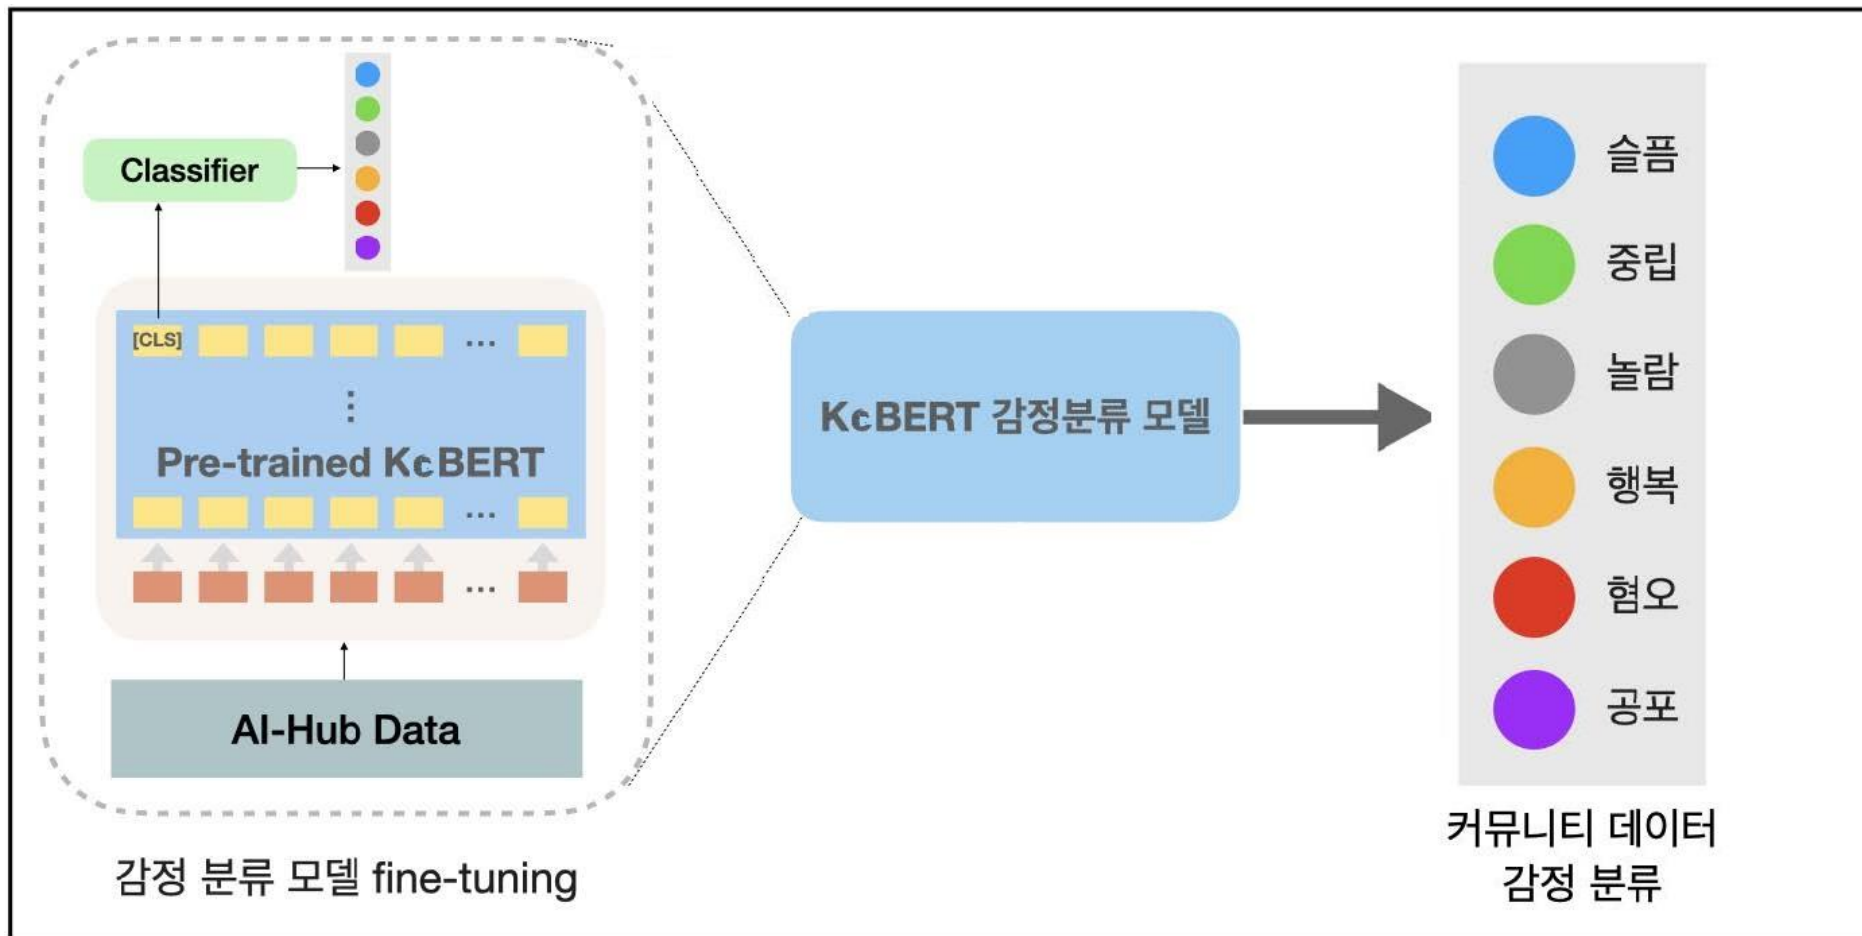 Classifier
[CLS]
...
Pre-trained KcBERT
...
...
AI-Hub Data
감정 분류 모델 fine-tuning
KcBERT 감정분류 모델
슬픔
중립
놀람
행복
혐오
공포
커뮤니티 데이터
감정 분류